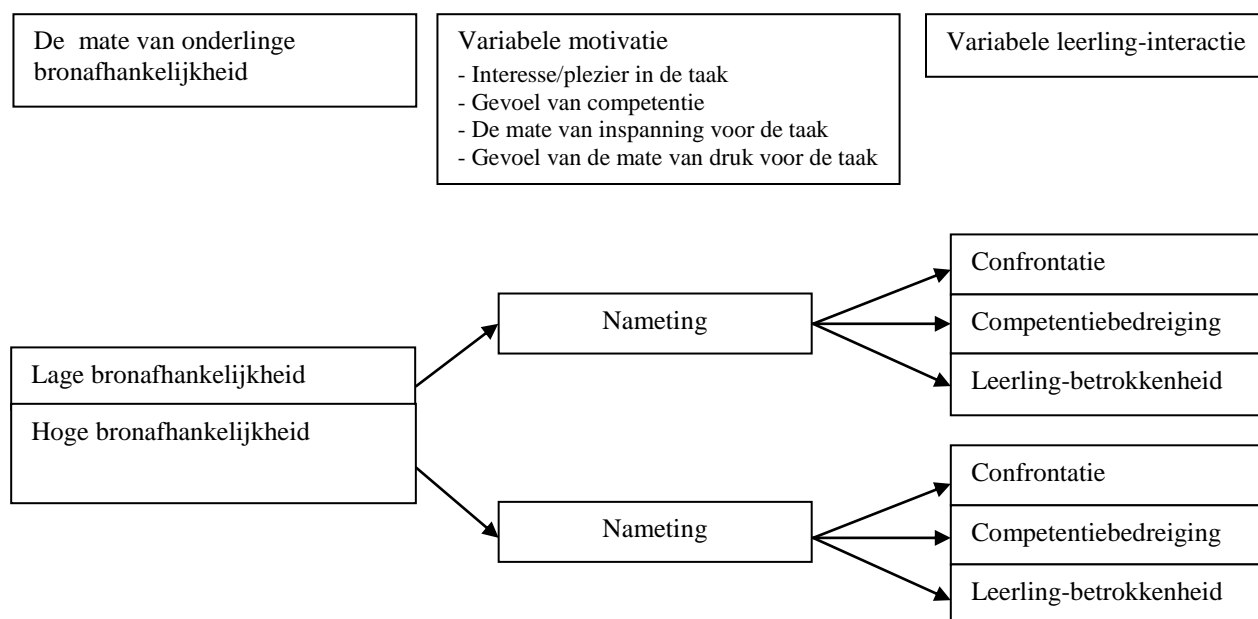 De mate van onderlinge
bronafhankelijkheid
Variabele motivatie
- Interesse/plezier in de taak
- Gevoel van competentie
- De mate van inspanning voor de taak
- Gevoel van de mate van druk voor de taak
Variabele leerling-interactie
Lage bronafhankelijkheid
Hoge bronafhankelijkheid
Nameting
Confrontatie
Competentiebedreiging
Leerling-betrokkenheid
Nameting
Confrontatie
Competentiebedreiging
Leerling-betrokkenheid